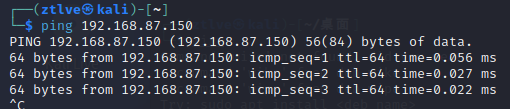 ┌──(ztlve㉿kali)-[~]
└─$ ping 192.168.87.150
PING 192.168.87.150 (192.168.87.150) 56(84) bytes of data.
64 bytes from 192.168.87.150: icmp_seq=1 ttl=64 time=0.056 ms
64 bytes from 192.168.87.150: icmp_seq=2 ttl=64 time=0.027 ms
64 bytes from 192.168.87.150: icmp_seq=3 ttl=64 time=0.022 ms
^C